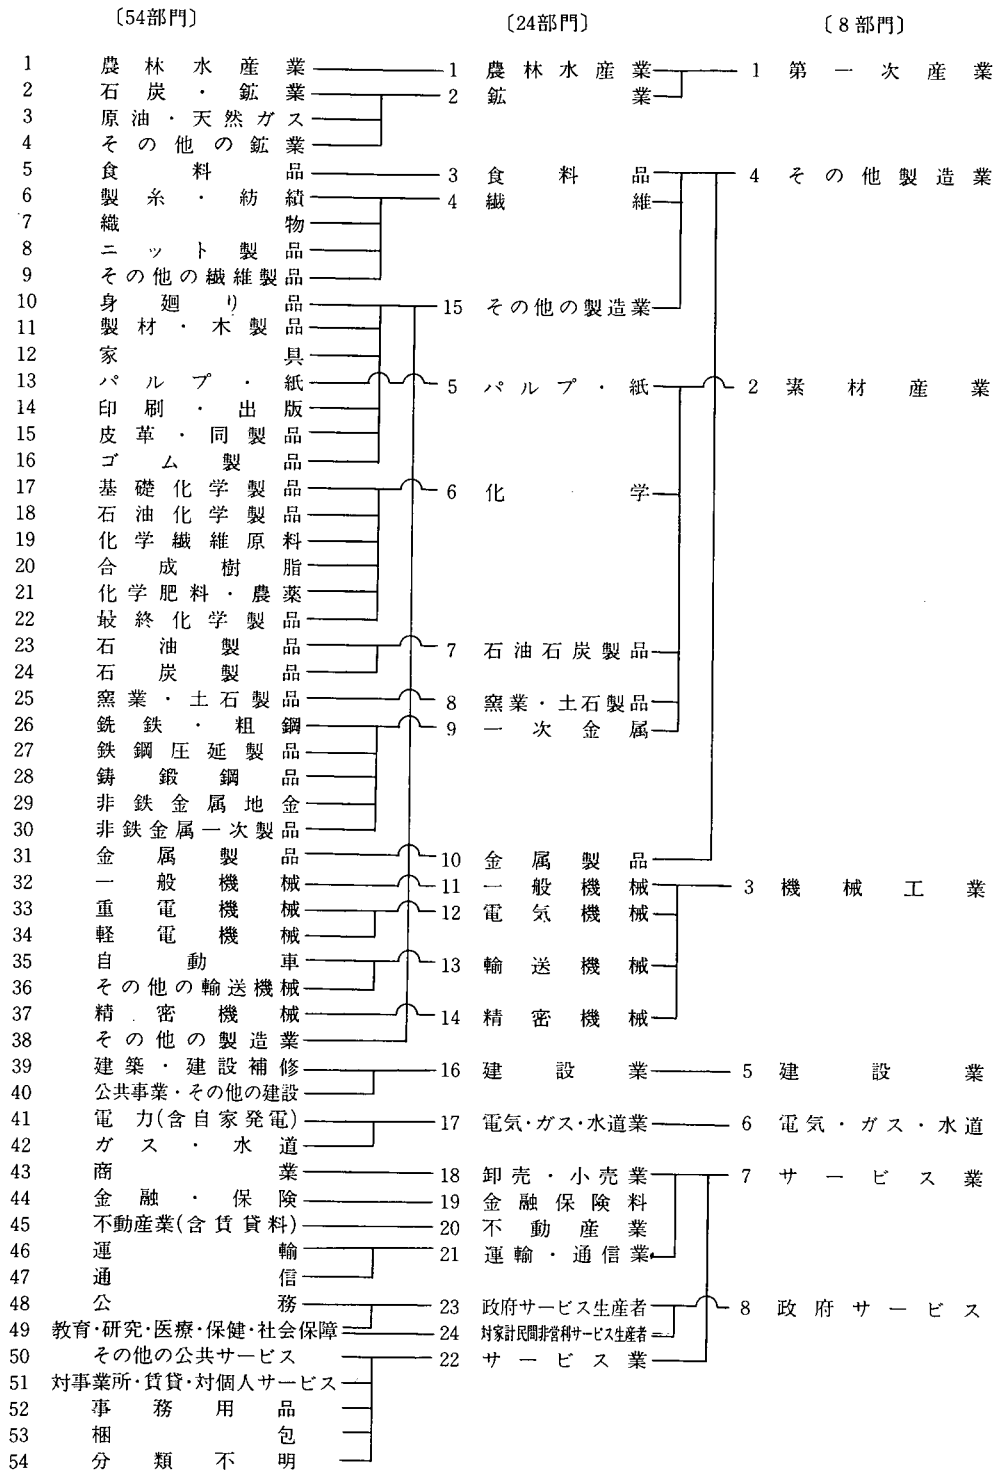 〔54部門〕 〔24部門〕 〔8部門〕
1 農林水産業 1 農林水産業 1 第一次産業
2 石炭・鉱業 2 鉱業
3 原油・天然ガス
4 その他の鉱業
5 食料品 3 食料品 4 その他製造業
6 製糸・紡績 4 繊維
7 織物
8 ニット製品
9 その他の繊維製品
10 身廻り品 15 その他の製造業
11 製材・木製品
12 家具
13 パルプ・紙 5 パルプ・紙 2 素材産業
14 印刷・出版
15 皮革・同製品
16 ゴム製品
17 基礎化学製品 6 化学
18 石油化学製品
19 化学繊維原料
20 合成樹脂
21 化学肥料・農薬
22 最終化学製品
23 石油製品 7 石油石炭製品
24 石炭製品
25 窯業・土石製品 8 窯業・土石製品
26 銑鉄・粗鋼 9 一次金属
27 鉄鋼圧延製品
28 鋳鍛鋼品
29 非鉄金属地金
30 非鉄金属一次製品
31 金属製品 10 金属製品
32 一般機械 11 一般機械 3 機械工業
33 重電機械 12 電気機械
34 軽電機械
35 自動車 13 輸送機械
36 その他の輸送機械
37 精密機械 14 精密機械
38 その他の製造業
39 建築・建設補修 16 建設業 5 建設業
40 公共事業・その他の建設
41 電力(含自家発電) 17 電気・ガス・水道業 6 電気・ガス・水道
42 ガス・水道
43 商業 18 卸売・小売業 7 サービス業
44 金融・保険 19 金融保険料
45 不動産業(含賃貸料) 20 不動産業
46 運輸 21 運輸・通信業
47 通信
48 公務 23 政府サービス生産者 8 政府サービス
49 教育・研究・医療・保健・社会保障 24 対家計民間非営利サービス生産者
50 その他の公共サービス 22 サービス業
51 対事業所・賃貸・対個人サービス
52 事務用品
53 梱包
54 分類不明